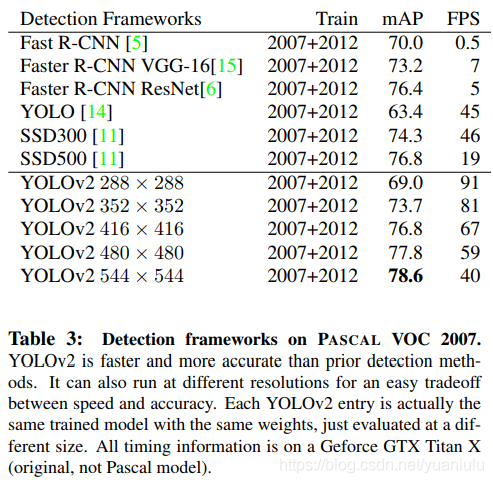 Detection Frameworks Train mAP FPS
Fast R-CNN [5] 2007+2012 70.0 0.5
Faster R-CNN VGG-16[15] 2007+2012 73.2 7
Faster R-CNN ResNet[6] 2007+2012 76.4 5
YOLO [14] 2007+2012 63.4 45
SSD300 [11] 2007+2012 74.3 46
SSD500 [11] 2007+2012 76.8 19
YOLOv2 288 × 288 2007+2012 69.0 91
YOLOv2 352 × 352 2007+2012 73.7 81
YOLOv2 416 × 416 2007+2012 76.8 67
YOLOv2 480 × 480 2007+2012 77.8 59
YOLOv2 544 × 544 2007+2012 78.6 40
Table 3: Detection frameworks on PASCAL VOC 2007.
YOLOv2 is faster and more accurate than prior detection meth-
ods. It can also run at different resolutions for an easy tradeoff
between speed and accuracy. Each YOLOv2 entry is actually the
same trained model with the same weights, just evaluated at a dif-
ferent size. All timing information is on a Geforce GTX Titan X
(original, not Pascal model).
https://blog.csdn.net/yuanlulu